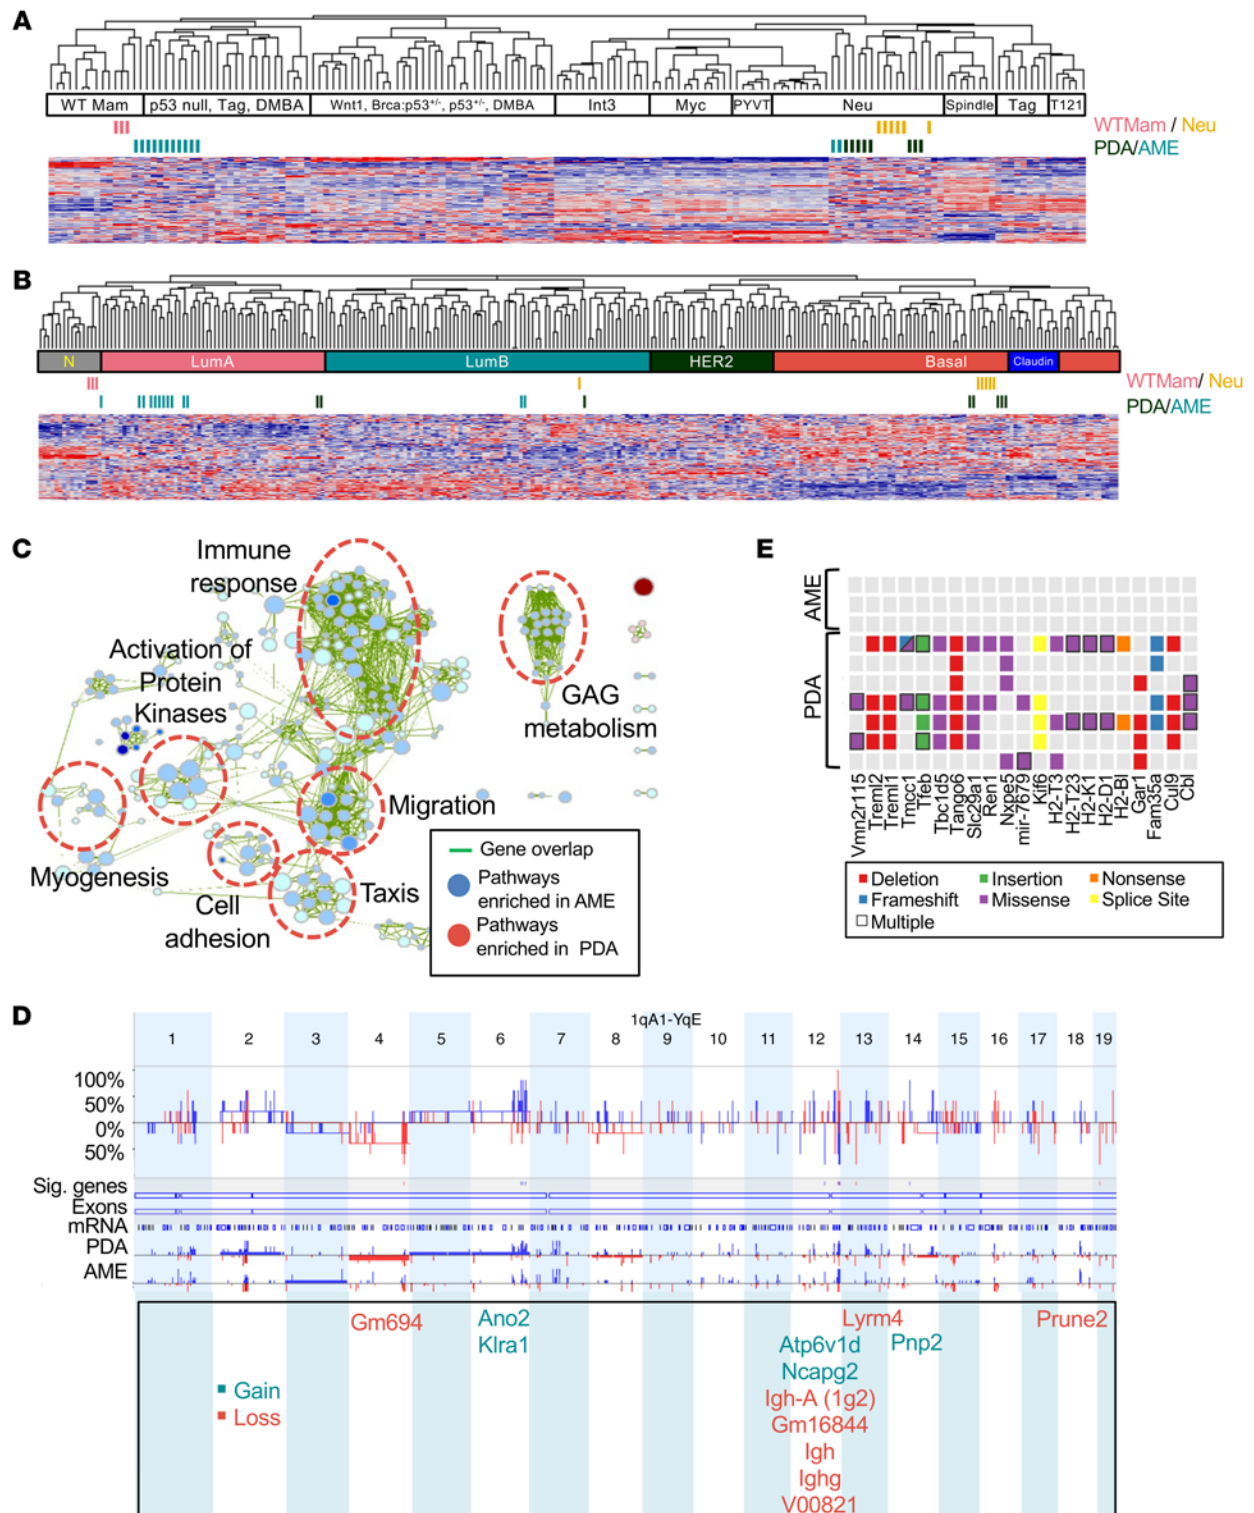 A
WT Mam p53 null, Tag, DMBA Wnt1, Brca:p53+/-, p53+/-, DMBA Int3 Myc PYVT Neu Spindle Tag T121
WTMam / Neu
PDA/AME
B
N LumA LumB HER2 Basal Claudin
WTMam/ Neu
PDA/AME
C
Immune
response
Activation of
Protein
Kinases
GAG
metabolism
Migration
Myogenesis
Cell
adhesion
Taxis
Gene overlap
Pathways
enriched in AME
Pathways
enriched in PDA
E
AME
PDA
Vmn2r115
Treml2
Treml1
Tmcc1
Tfeb
Tbc1d5
Tango6
Slc29a1
Ren1
Nxpe5
mir-7679
Kif6
H2-T3
H2-T23
H2-K1
H2-D1
H2-Bl
Gar1
Fam35a
Cul9
Cbl
Deletion Insertion Nonsense
Frameshift Missense Splice Site
Multiple
D
1qA1-YqE
1 2 3 4 5 6 7 8 9 10 11 12 13 14 15 16 17 18 19
100%
50%
0%
50%
Sig. genes
Exons
mRNA
PDA
AME
Gm694 Ano2 Lyrm4 Prune2
Klra1 Atp6v1d Pnp2
Ncapg2
Gain
Igh-A (1g2)
Loss
Gm16844
Igh
Ighg
V00821